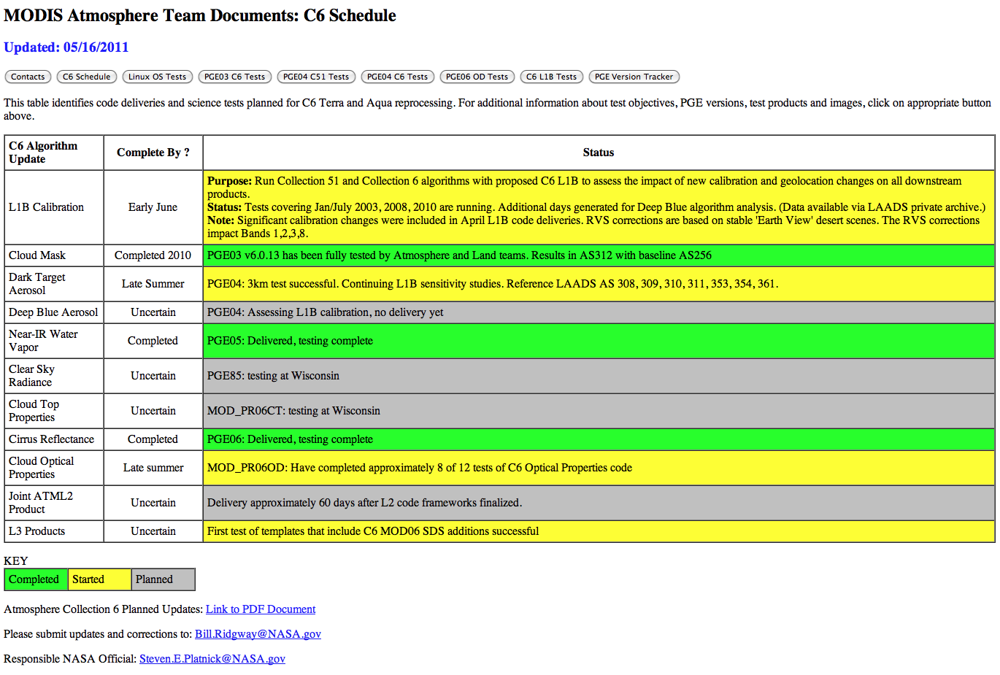 MODIS Atmosphere Team Documents: C6 Schedule
Updated: 05/16/2011
Contacts C6 Schedule Linux OS Tests PGE03 C6 Tests PGE04 C51 Tests PGE04 C6 Tests PGE06 OD Tests C6 L1B Tests PGE Version Tracker
This table identifies code deliveries and science tests planned for C6 Terra and Aqua reprocessing. For additional information about test objectives, PGE versions, test products and images, click on appropriate button
above.
C6 Algorithm
Update
Complete By ?
Status
L1B Calibration
Early June
Purpose: Run Collection 51 and Collection 6 algorithms with proposed C6 L1B to assess the impact of new calibration and geolocation changes on all downstream
products.
Status: Tests covering Jan/July 2003, 2008, 2010 are running. Additional days generated for Deep Blue algorithm analysis. (Data available via LAADS private archive.)
Note: Significant calibration changes were included in April L1B code deliveries. RVS corrections are based on stable 'Earth View' desert scenes. The RVS corrections
impact Bands 1,2,3,8.
Cloud Mask
Completed 2010
PGE03 v6.0.13 has been fully tested by Atmosphere and Land teams. Results in AS312 with baseline AS256
Dark Target
Aerosol
Late Summer
PGE04: 3km test successful. Continuing L1B sensitivity studies. Reference LAADS AS 308, 309, 310, 311, 353, 354, 361.
Deep Blue Aerosol
Uncertain
PGE04: Assessing L1B calibration, no delivery yet
Near-IR Water
Vapor
Completed
PGE05: Delivered, testing complete
Clear Sky
Radiance
Uncertain
PGE85: testing at Wisconsin
Cloud Top
Properties
Uncertain
MOD_PR06CT: testing at Wisconsin
Cirrus Reflectance
Completed
PGE06: Delivered, testing complete
Cloud Optical
Properties
Late summer
MOD_PR06OD: Have completed approximately 8 of 12 tests of C6 Optical Properties code
Joint ATML2
Product
Uncertain
Delivery approximately 60 days after L2 code frameworks finalized.
L3 Products
Uncertain
First test of templates that include C6 MOD06 SDS additions successful
KEY
Completed Started Planned
Atmosphere Collection 6 Planned Updates: Link to PDF Document
Please submit updates and corrections to: Bill.Ridgway@NASA.gov
Responsible NASA Official: Steven.E.Platnick@NASA.gov